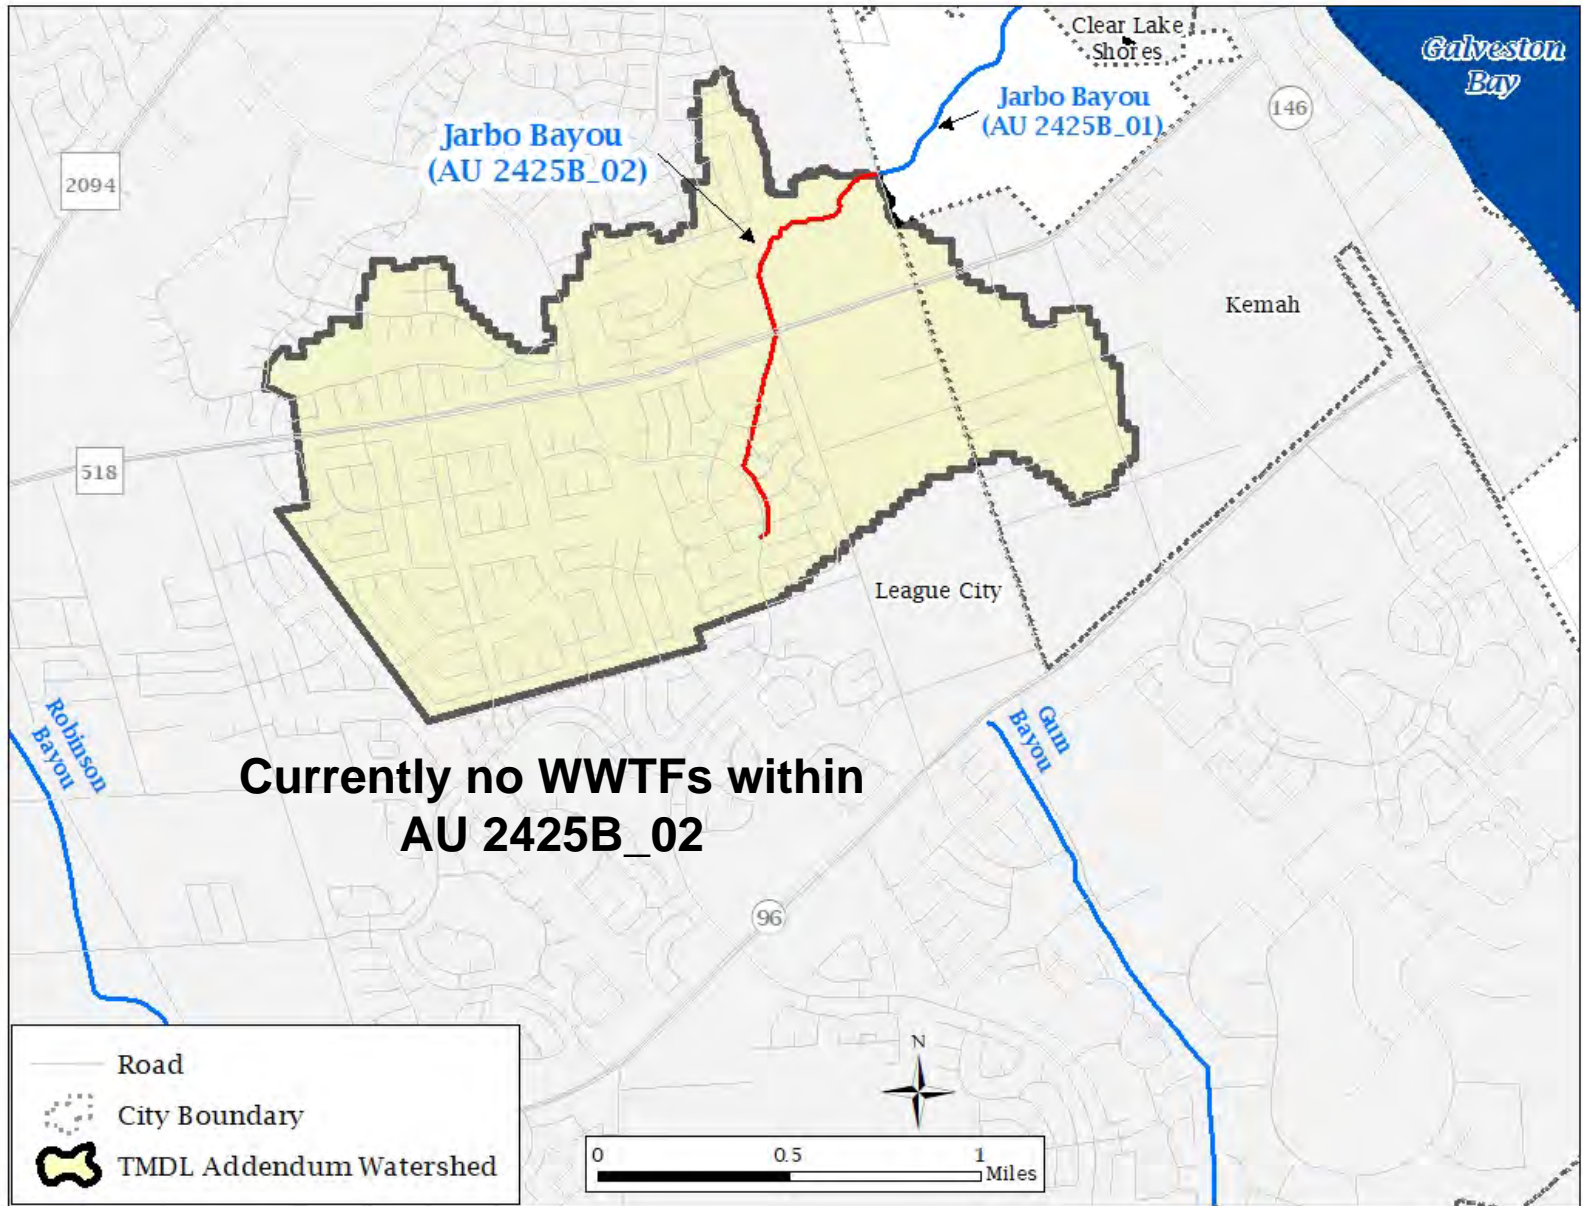 Clear Lake
Shores
Galveston
Bay
Jarbo Bayou
(AU 2425B_01)
146
Jarbo Bayou
(AU 2425B_02)
2094
Kemah
518
League City
Robinson
Bayou
Gum
Bayou
Currently no WWTFs within
AU 2425B_02
96
N
Road
City Boundary
TMDL Addendum Watershed
0 0.5 1
Miles